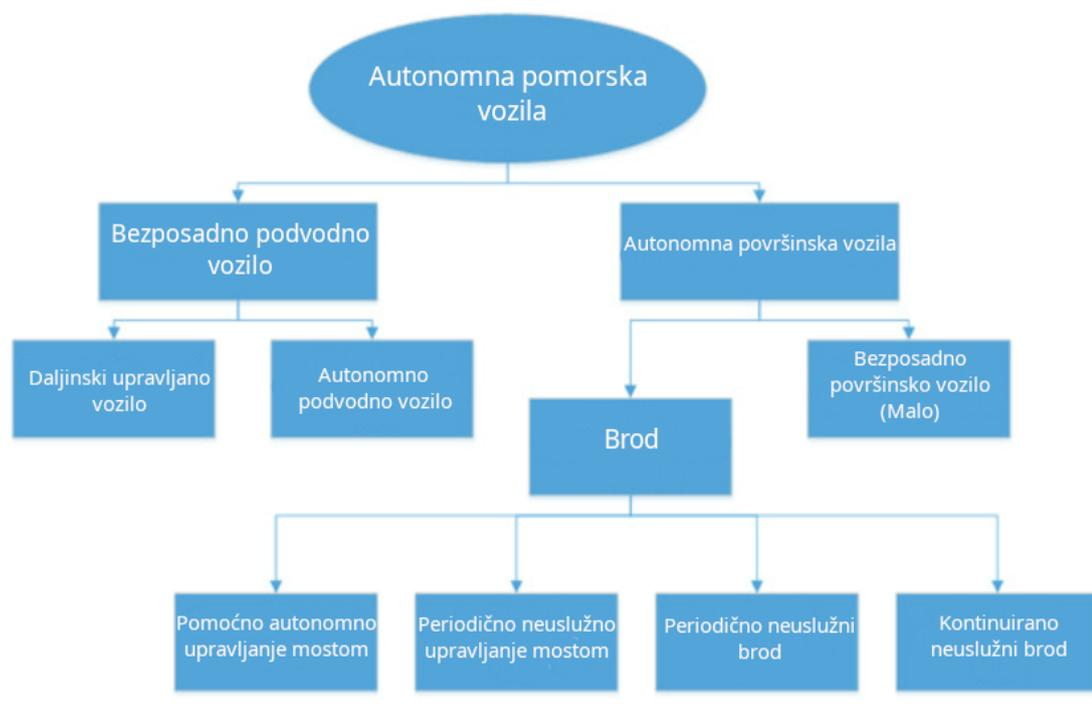 Autonomna pomorska
vozila
Bezposadno podvodno
vozilo
Autonomna površinska vozila
Daljinski upravljano
vozilo
Autonomno
podvodno vozilo
Bezposadno
površinsko vozilo
(Malo)
Brod
Pomoćno autonomno
upravljanje mostom
Periodično neuslužno
upravljanje mostom
Periodično neuslužni
brod
Kontinuirano
neuslužni brod